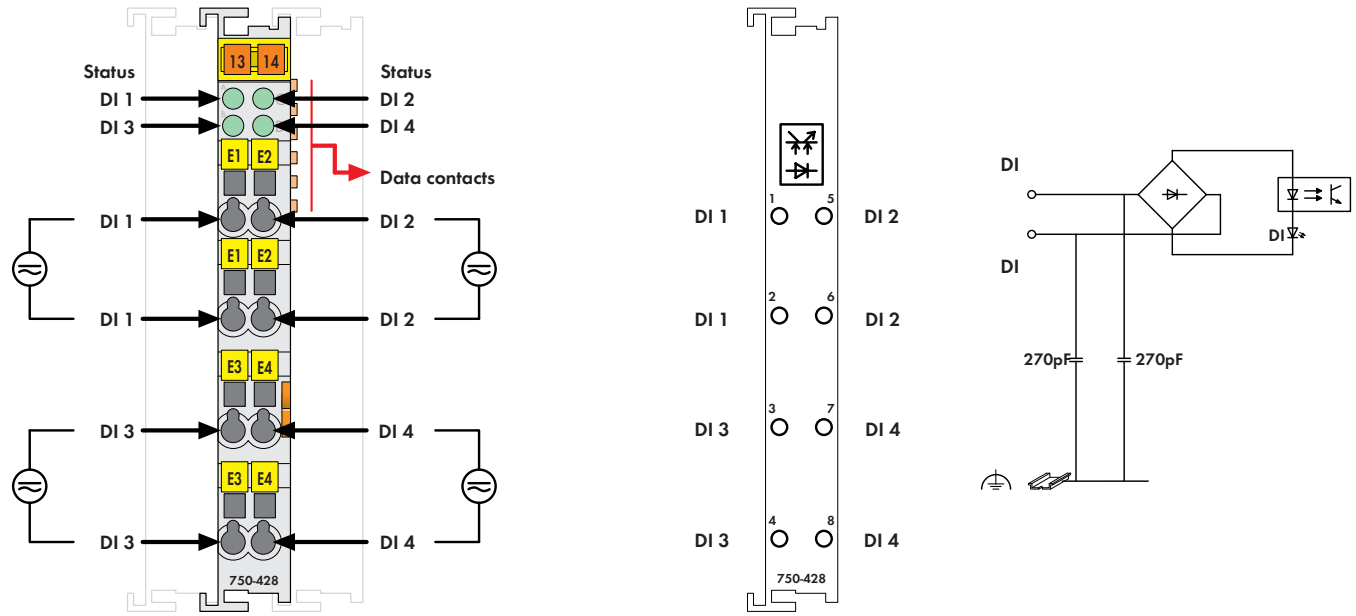 13 14
Status Status
DI 1 DI 2
DI 3 DI 4
E1 E2
Data contacts
DI 1 DI 2
E1 E2
DI 1 DI 2
E3 E4
DI 3 DI 4
E3 E4
DI 3 DI 4
750-428
1 5
DI 1 DI 2
2 6
DI 1 DI 2
3 7
DI 3 DI 4
4 8
DI 3 DI 4
750-428
DI
DI
DI
270pF 270pF